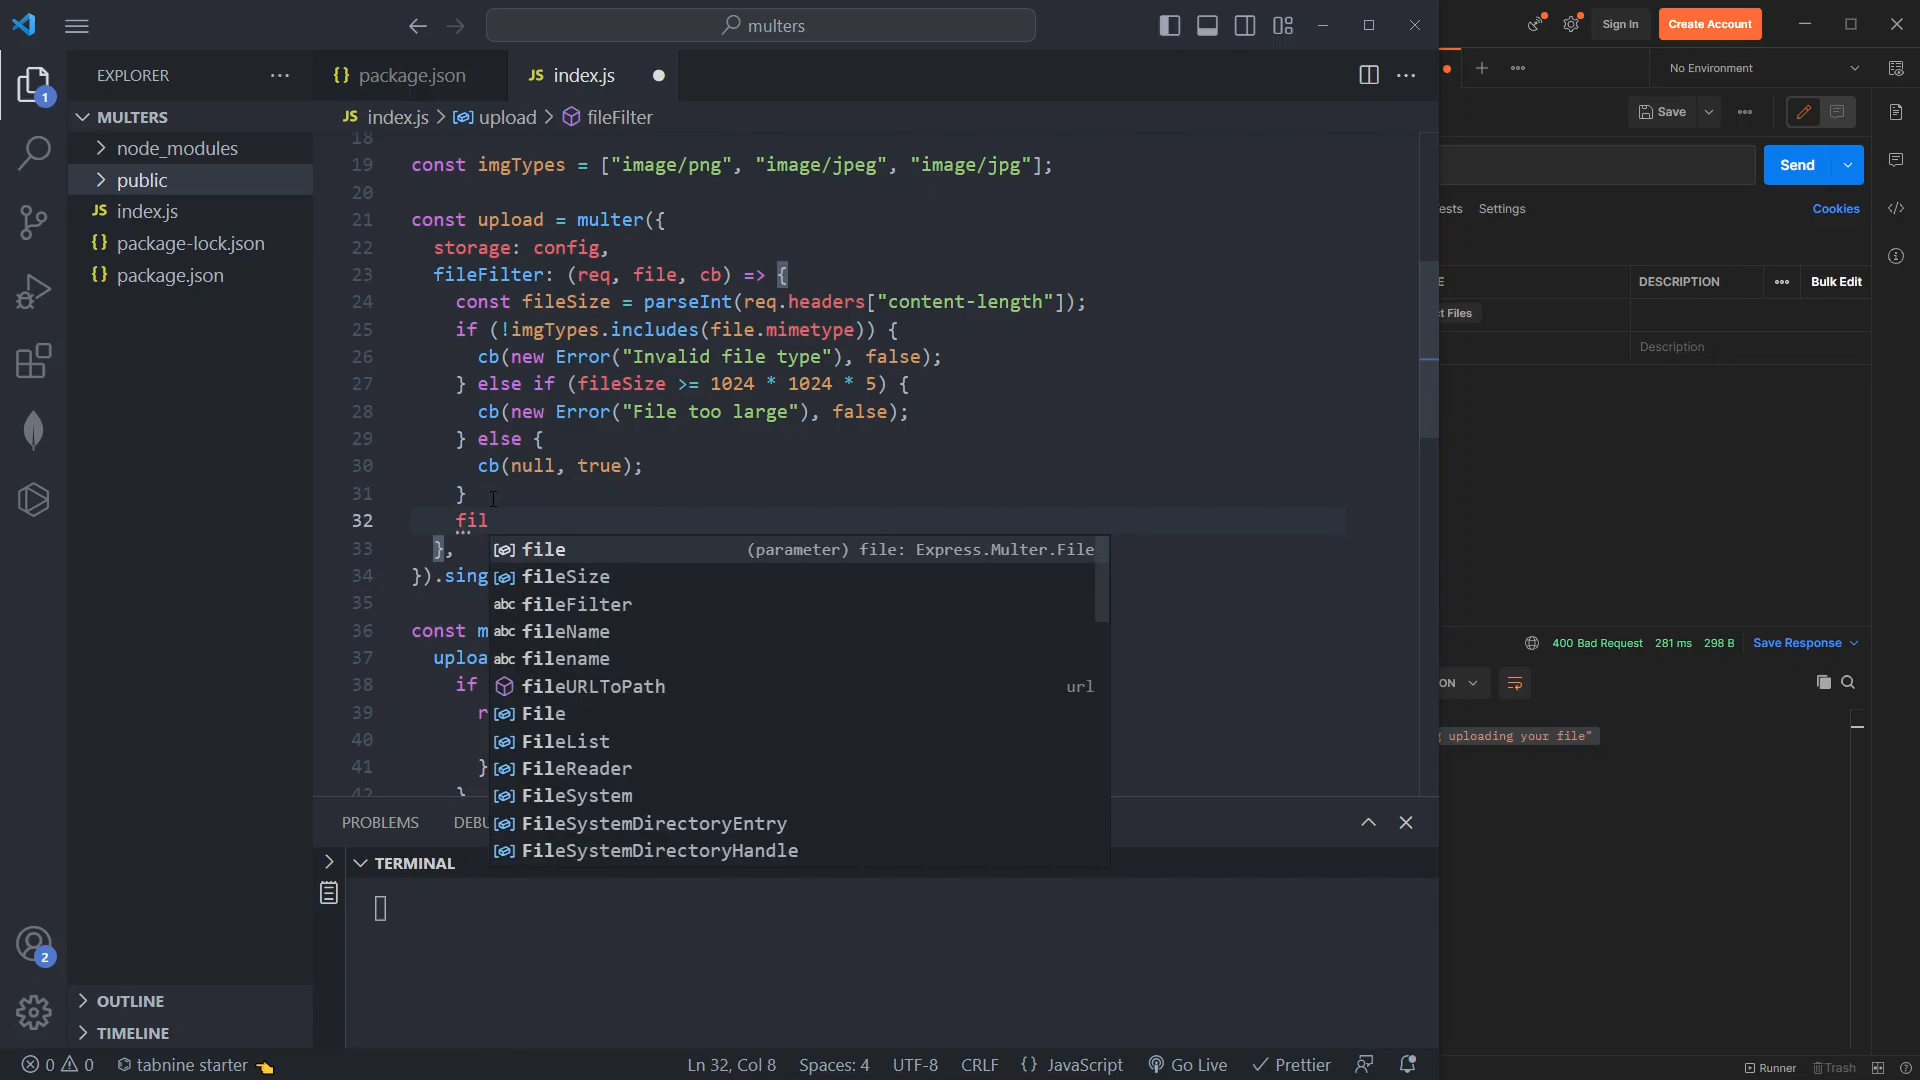 multers
Sign In
Create Account
EXPLORER
package.json
JS index.js
No Environment
MULTERS
JS index.js > upload > fileFilter
Save
node_modules
public
JS index.js
{} package-lock.json
{} package.json
18
19 const imgTypes = ["image/png", "image/jpeg", "image/jpg"];
20
21 const upload = multer({
22 storage: config,
23 fileFilter: (req, file, cb) => {
24 const fileSize = parseInt(req.headers["content-length"]);
25 if (!imgTypes.includes(file.mimetype)) {
26 cb(new Error("Invalid file type"), false);
27 } else if (fileSize >= 1024 * 1024 * 5) {
28 cb(new Error("File too large"), false);
29 } else {
30 cb(null, true);
31 }
32 fil
33 },
34 }).sing
35
36 const m
37 uploa
38 if
39 r
40
41 }
42 }
file (parameter) file: Express.Multer.File
fileSize
abc fileFilter
abc fileName
abc filename
fileURLToPath url
File
FileList
FileReader
FileSystem
FileSystemDirectoryEntry
FileSystemDirectoryHandle
Send
ests Settings Cookies
E DESCRIPTION Bulk Edit
t Files
Description
400 Bad Request 281 ms 298 B Save Response
ON
g uploading your file"
PROBLEMS DEBU
TERMINAL
1
2
OUTLINE
TIMELINE
0 0 tabnine starter
Ln 32, Col 8 Spaces: 4 UTF-8 CRLF {} JavaScript Go Live Prettier
Runner Trash